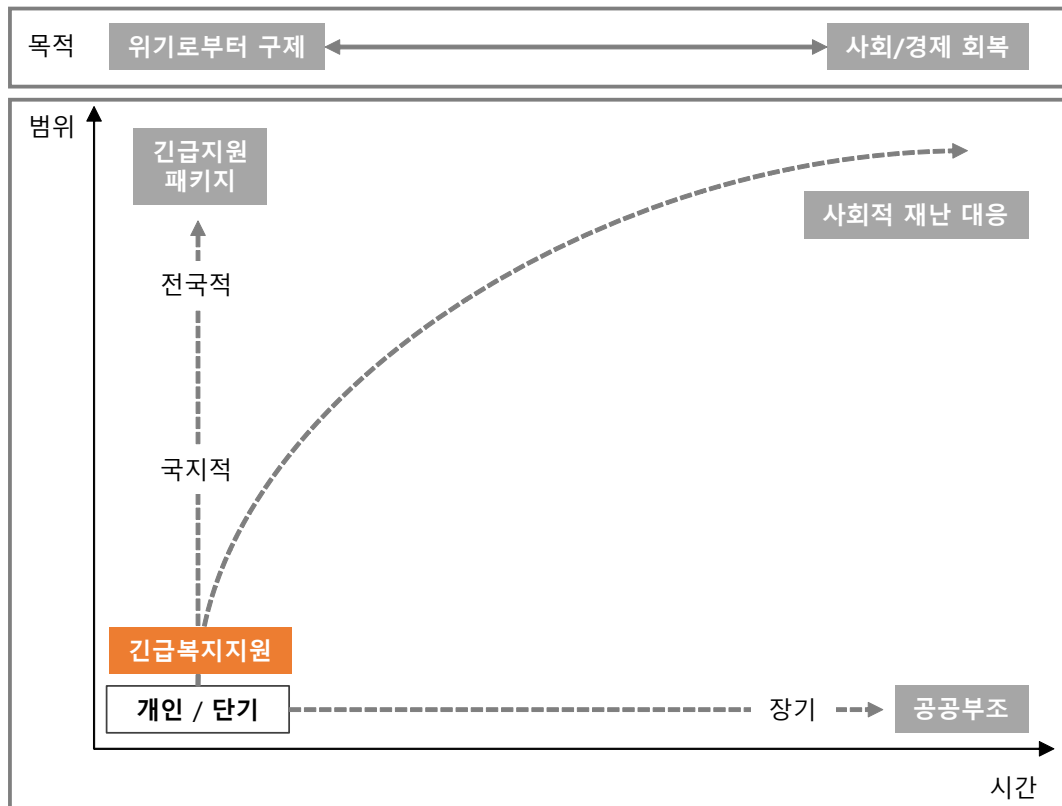 목적
위기로부터 구제
사회/경제 회복
범위
긴급지원
패키지
사회적 재난 대응
전국적
국지적
긴급복지지원
개인 / 단기
장기
공공부조
시간